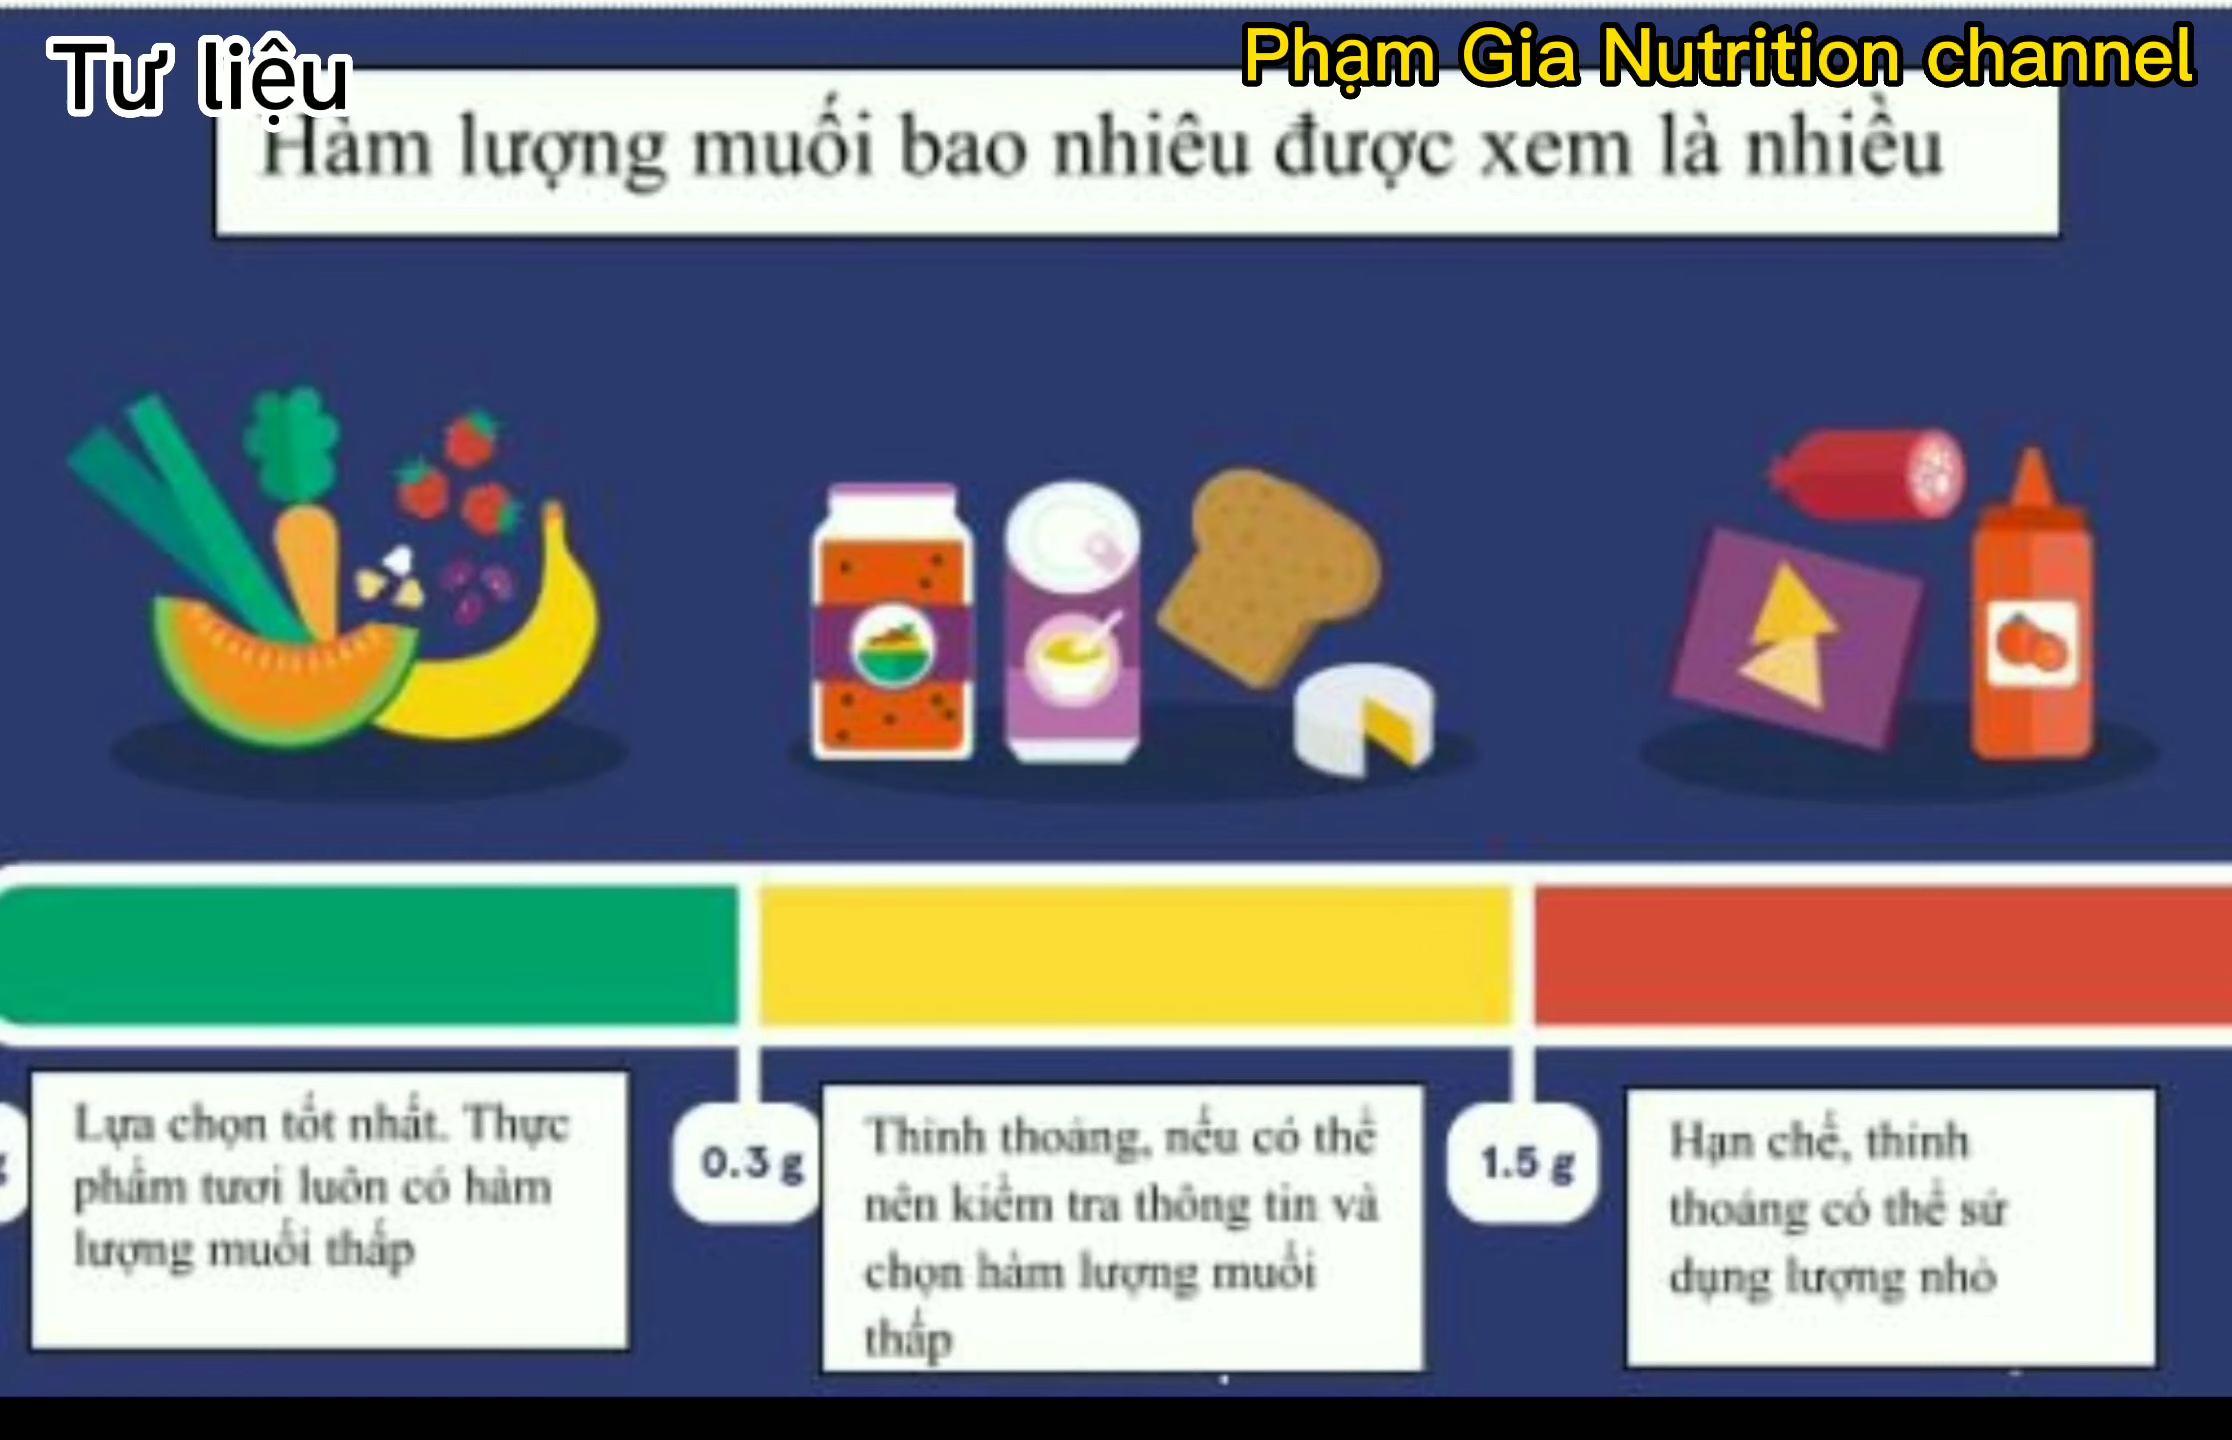 Tư liệu
Phạm Gia Nutrition channel
Hàm lượng muối bao nhiêu được xem là nhiều
Lựa chọn tốt nhất. Thực
phẩm tươi luôn có hàm
lượng muối thấp
0.3 g
Thỉnh thoảng, nếu có thể
nên kiểm tra thông tin và
chọn hàm lượng muối
thấp
1.5 g
Hạn chế, thỉnh
thoảng có thể sử
dụng lượng nhỏ